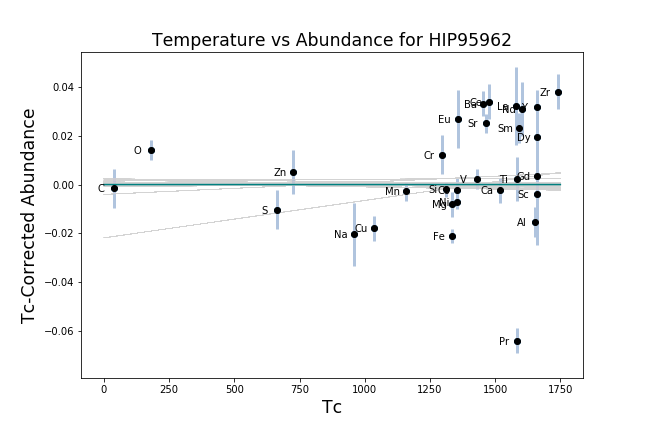 Temperature vs Abundance for HIP95962
Tc-Corrected Abundance
0.04
0.02
0.00
−0.02
−0.04
−0.06
C
O
S
Zn
Na
Cu
Mn
Cr
Eu
Fe
Mg
Ni
Si
V
Ba
Ce
Sr
Ca
La
Nd
Y
Sm
Ti
Gd
Dy
Sc
Al
Pr
Zr
0
250
500
750
1000
1250
1500
1750
Tc